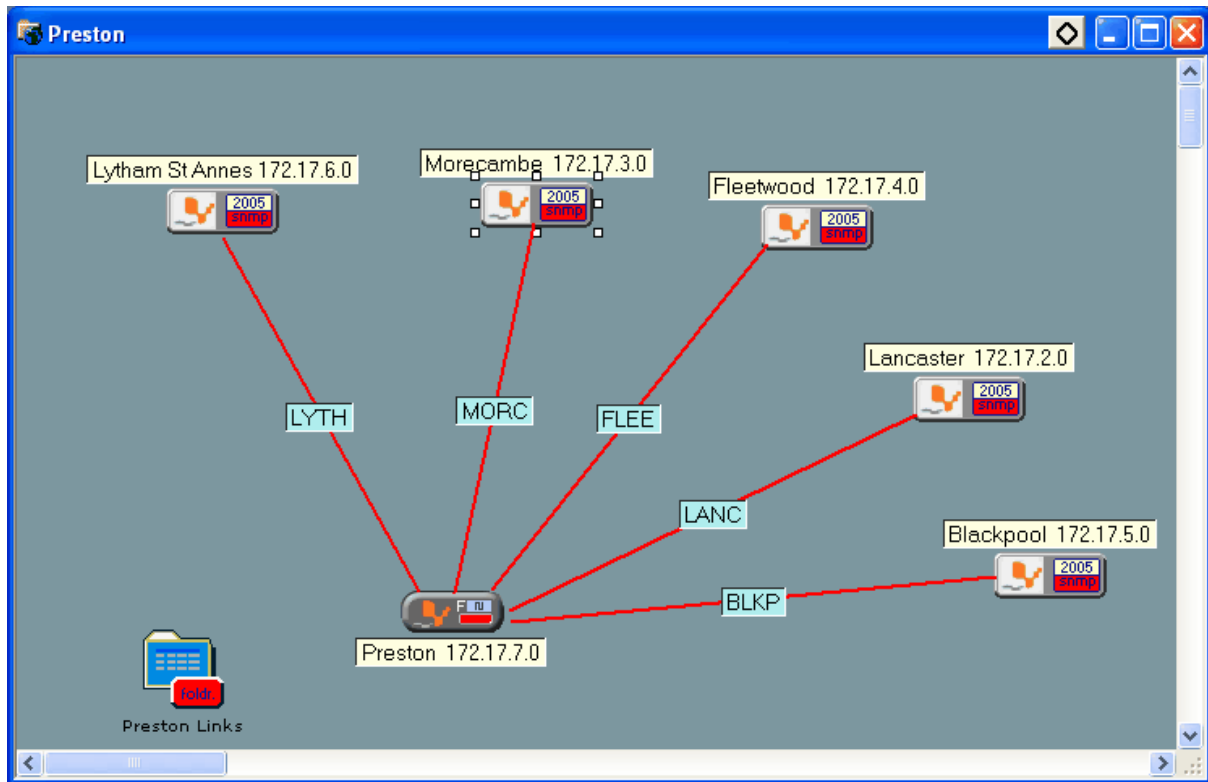 Preston
Lytham St Annes 172.17.6.0
2005
snmp
Morecambe 172.17.3.0
2005
snmp
Fleetwood 172.17.4.0
2005
snmp
Lancaster 172.17.2.0
2005
snmp
LYTH
MORC
FLEE
LANC
Blackpool 172.17.5.0
2005
snmp
BLKP
F
Preston 172.17.7.0
foldr.
Preston Links